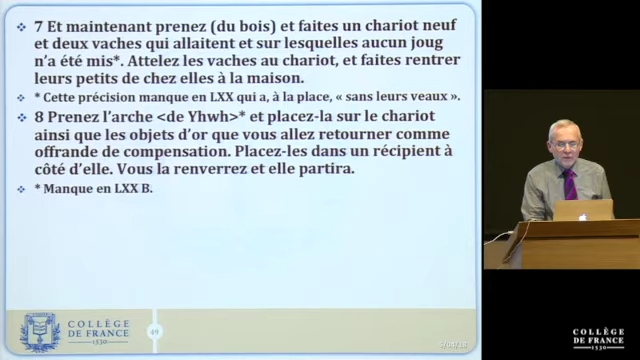 7 Et maintenant prenez (du bois) et faites un chariot neuf
et deux vaches qui allaitent et sur lesquelles aucun joug
n'a été mis*. Attelez les vaches au chariot, et faites rentrer
leurs petits de chez elles à la maison.
* Cette précision manque en LXX qui a, à la place, « sans leurs veaux ».
8 Prenez l'arche <de Yhwh>* et placez-la sur le chariot
ainsi que les objets d'or que vous allez retourner comme
offrande de compensation. Placez-les dans un récipient à
côté d'elle. Vous la renverrez et elle partira.
* Manque en LXX B.
COLLÈGE
DE FRANCE
1530
49
COLLÈGE
DE FRANCE
1530